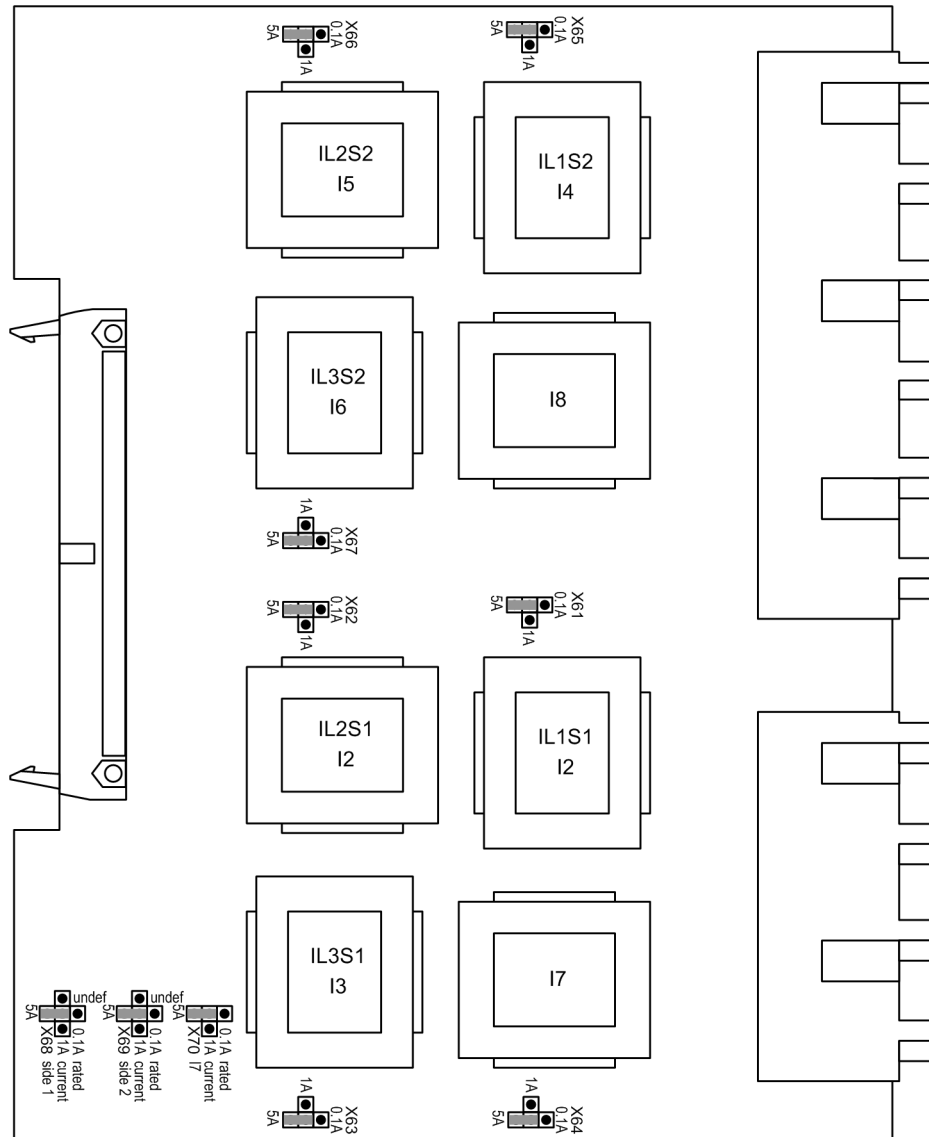 X66
0.1A
5A
1A
X65
0.1A
5A
1A
IL2S2
I5
IL1S2
I4
IL3S2
I6
I8
1A
X67
0.1A
5A
X62
0.1A
5A
1A
X61
0.1A
5A
1A
IL2S1
I2
IL1S1
I2
IL3S1
I3
I7
undef
5A
0.1A rated
1A current
X68 side 1
undef
5A
0.1A rated
1A current
X69 side 2
5A
0.1A rated
1A current
X70 I7
1A
X63
0.1A
5A
1A
X64
0.1A
5A